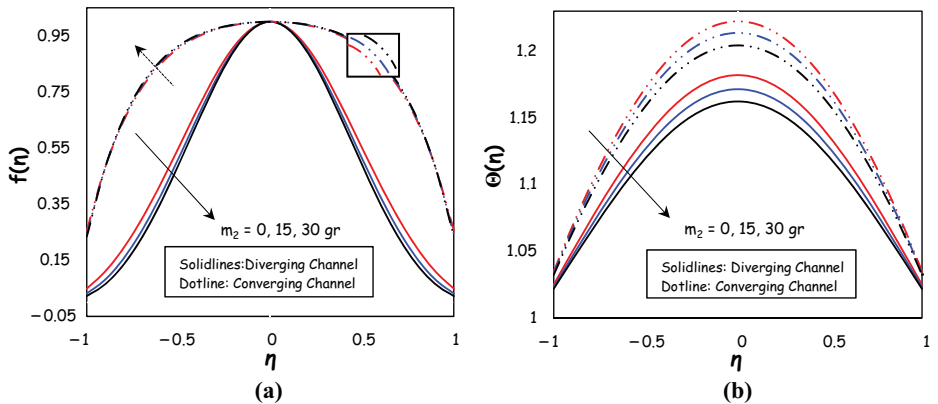 0.95
0.75
0.55
0.35
0.15
−0.05
f(η)
m₂ = 0, 15, 30 gr
Solidlines:Diverging Channel
Dotline: Converging Channel
−1
−0.5
0
0.5
1
η
(a)
1.2
1.15
1.1
1.05
1
Θ(η)
m₂ = 0, 15, 30 gr
Solidlines: Diverging Channel
Dotline: Converging Channel
−1
−0.5
0
0.5
1
η
(b)